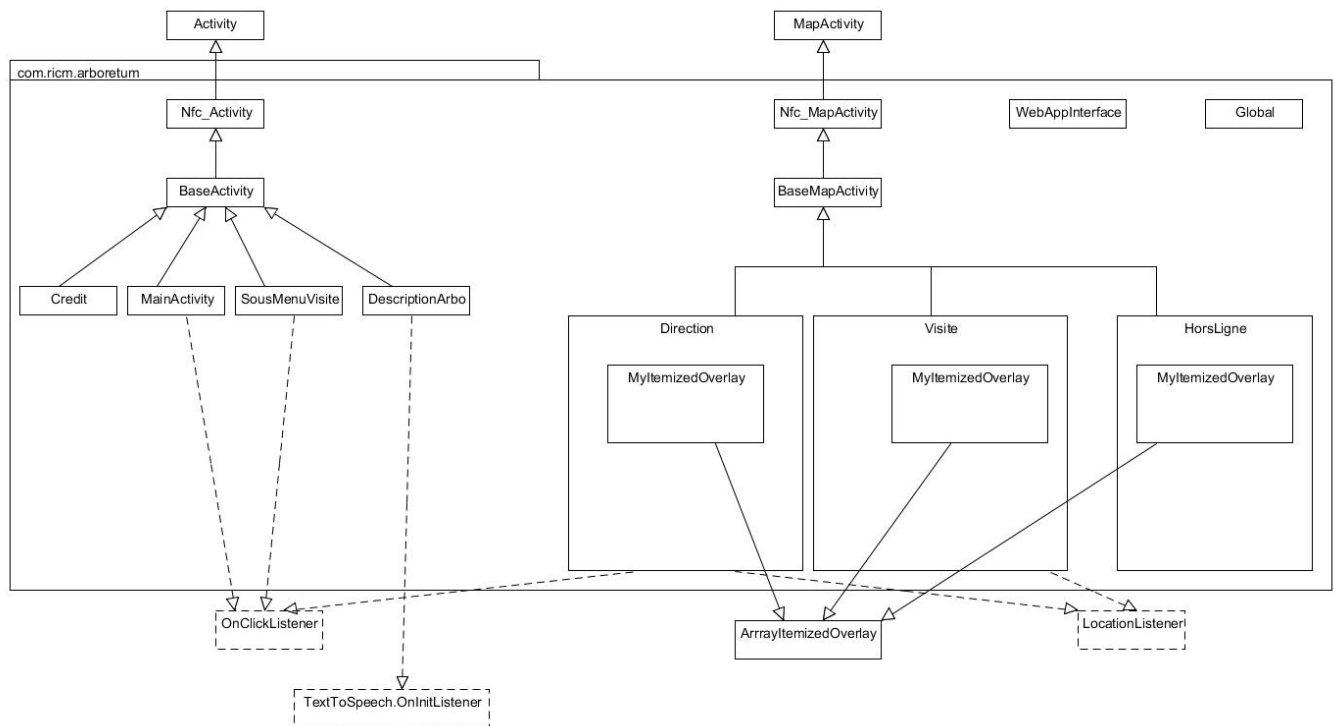 Activity
MapActivity
com.ricm.arboretum
Nfc_Activity
Nfc_MapActivity
WebAppInterface
Global
BaseActivity
BaseMapActivity
Credit
MainActivity
SousMenuVisite
DescriptionArbo
Direction
Visite
HorsLigne
MyItemizedOverlay
MyItemizedOverlay
MyItemizedOverlay
OnClickListener
ArrrayItemizedOverlay
LocationListener
TextToSpeech.OnInitListener